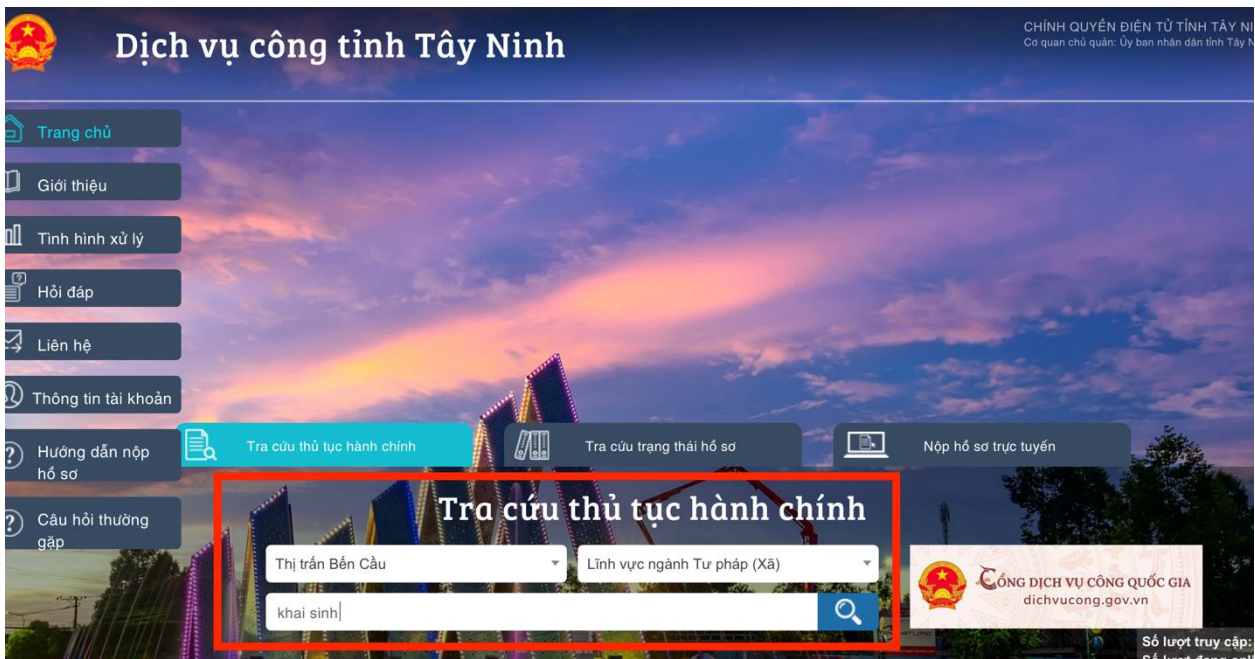 Dịch vụ công tỉnh Tây Ninh
CHÍNH QUYỀN ĐIỆN TỬ TỈNH TÂY NI
Cơ quan chủ quản: Ủy ban nhân dân tỉnh Tây N
Trang chủ
Giới thiệu
Tình hình xử lý
Hỏi đáp
Liên hệ
Thông tin tài khoản
Hướng dẫn nộp
hồ sơ
Câu hỏi thường
gặp
Tra cứu thủ tục hành chính
Tra cứu trạng thái hồ sơ
Nộp hồ sơ trực tuyến
Tra cứu thủ tục hành chính
Thị trấn Bến Cầu
Lĩnh vực ngành Tư pháp (Xã)
khai sinh
CỔNG DỊCH VỤ CÔNG QUỐC GIA
dichvucong.gov.vn
Số lượt truy cập: